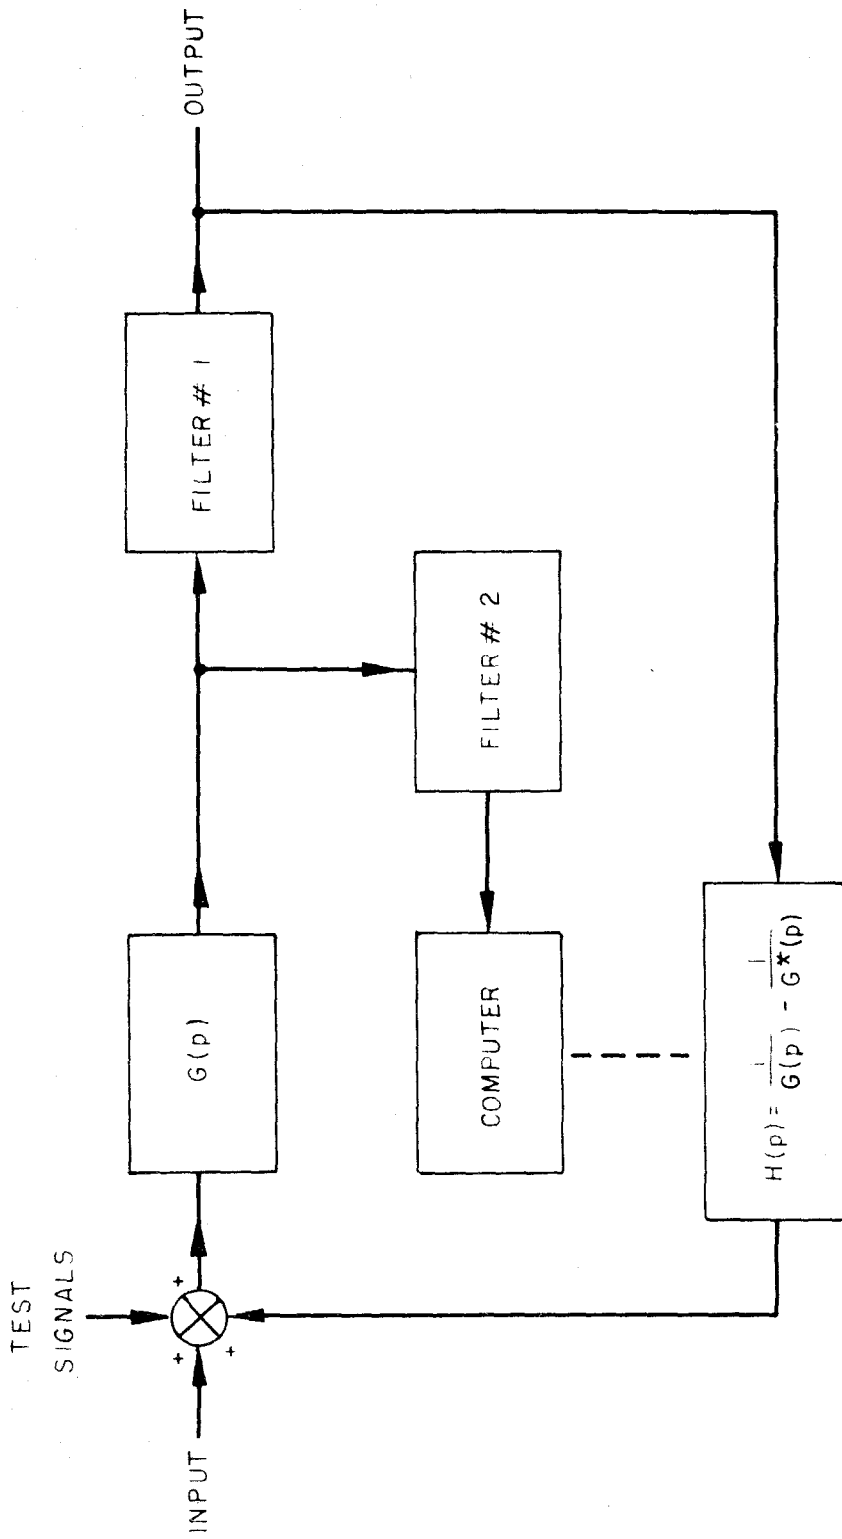 TEST
SIGNALS
INPUT
+
+
+
G(p)
FILTER # 1
OUTPUT
FILTER # 2
COMPUTER
H(p) = 1/G(p) - 1/G*(p)